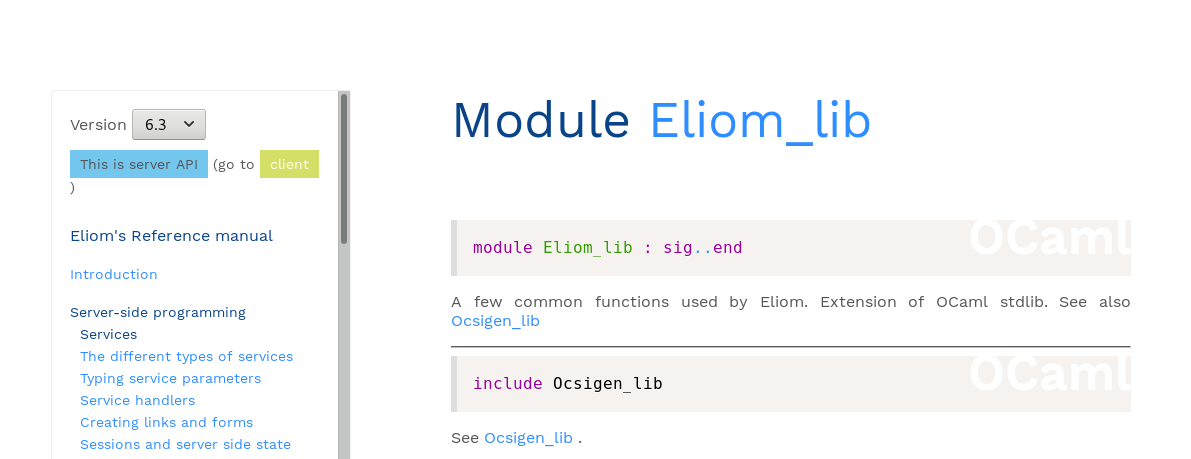 Version 6.3
This is server API (go to client
)
Eliom's Reference manual
Introduction
Server-side programming
Services
The different types of services
Typing service parameters
Service handlers
Creating links and forms
Sessions and server side state
Module Eliom_lib
OCaml
module Eliom_lib : sig..end
A few common functions used by Eliom. Extension of OCaml stdlib. See also
Ocsigen_lib
OCaml
include Ocsigen_lib
See Ocsigen_lib .